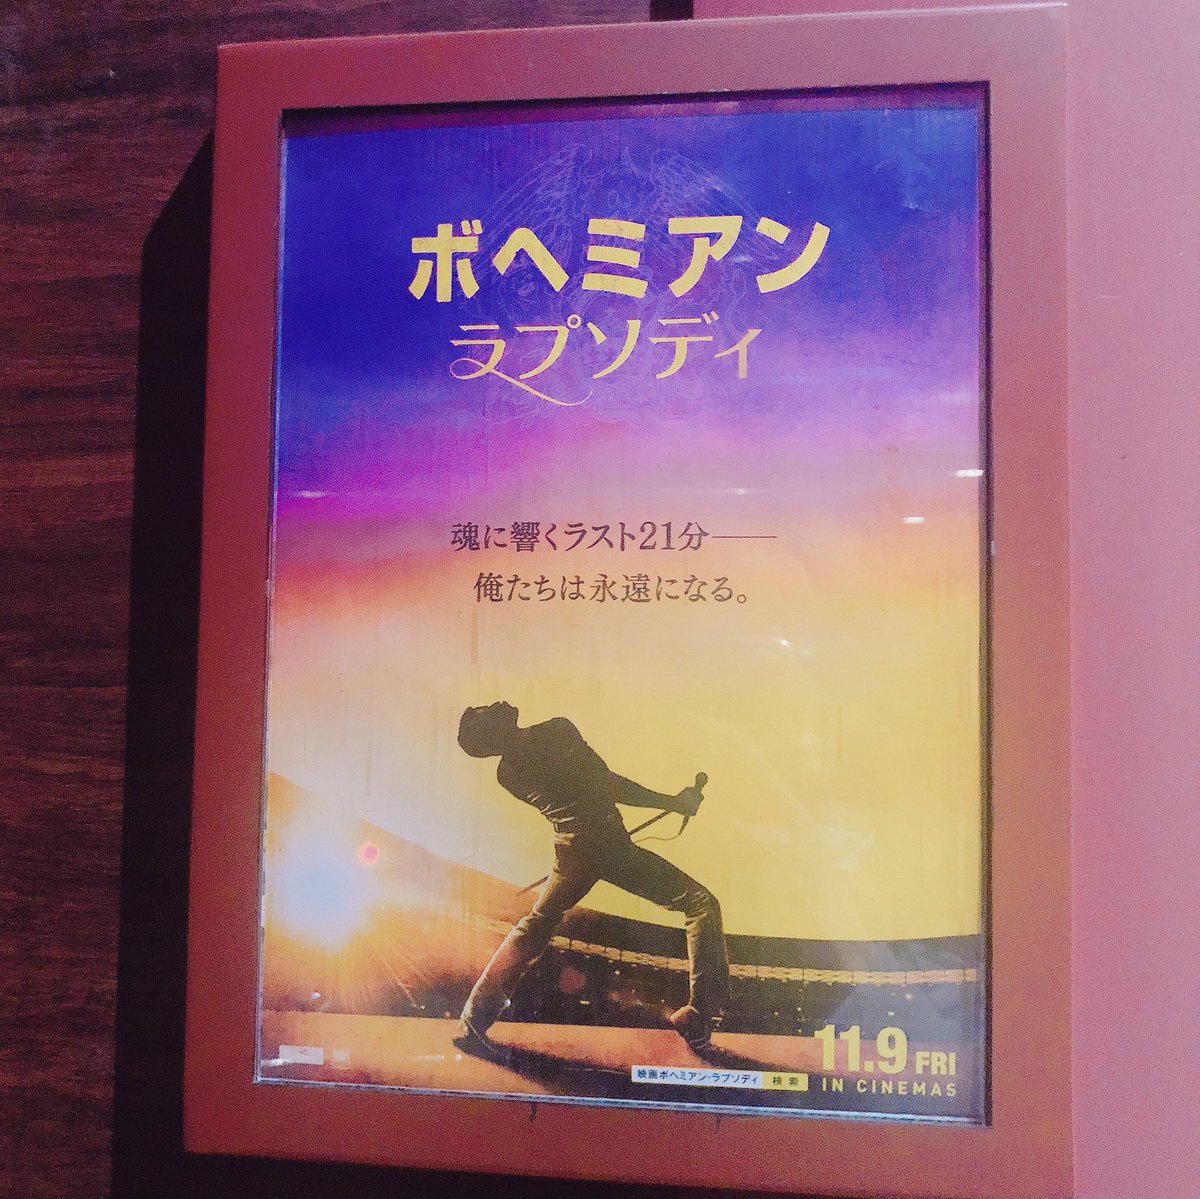 ボヘミアン
ラプソディ
魂に響くラスト21分――
俺たちは永遠になる。
11.9 FRI
IN CINEMAS
映画ボヘミアン・ラプソディ 検索